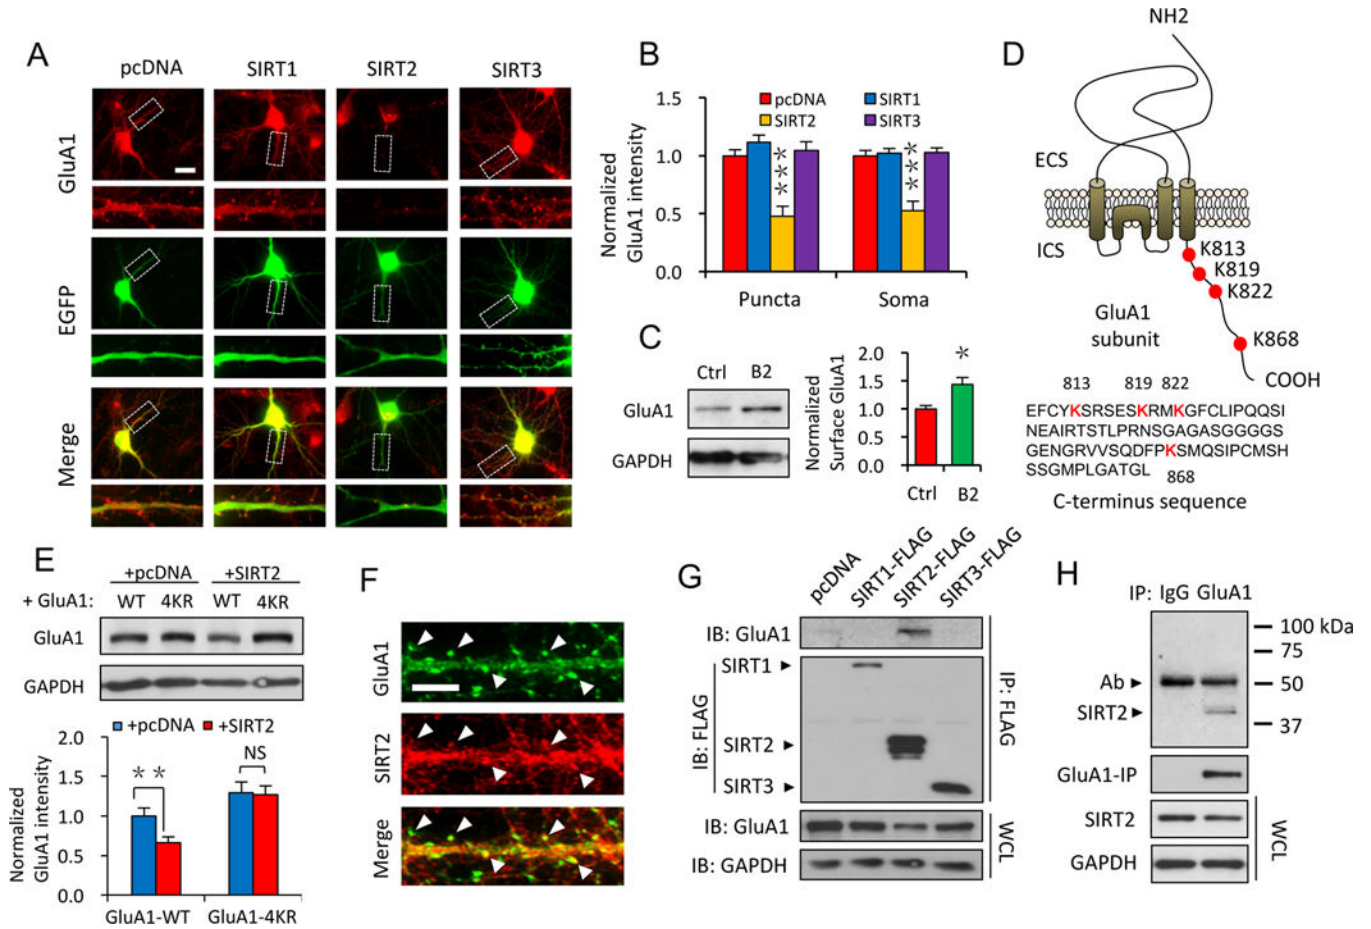 A
pcDNA
SIRT1
SIRT2
SIRT3
GluA1
EGFP
Merge
B
Normalized
GluA1 intensity
1.5
1.0
0.5
0.0
pcDNA
SIRT1
SIRT2
SIRT3
***
***
Puncta
Soma
C
Ctrl
B2
GluA1
GAPDH
Normalized
Surface GluA1
2.0
1.5
1.0
0.5
0.0
*
Ctrl
B2
D
NH2
ECS
ICS
K813
K819
K822
K868
GluA1
subunit
COOH
813
819
822
EFCYKSRSESKRMKGFCLIPQQSI
NEAIRTSTLPRNSGAGASGGGGS
GENGRVVSQDFPKSMQSIPCMSH
SSGMPLGATGL
868
C-terminus sequence
E
+pcDNA
+SIRT2
+ GluA1:
WT
4KR
WT
4KR
GluA1
GAPDH
+pcDNA
+SIRT2
Normalized
GluA1 intensity
2.0
1.5
1.0
0.5
0.0
**
NS
GluA1-WT
GluA1-4KR
F
GluA1
SIRT2
Merge
G
pcDNA
SIRT1-FLAG
SIRT2-FLAG
SIRT3-FLAG
IB: GluA1
IB: FLAG
SIRT1
SIRT2
SIRT3
IP: FLAG
IB: GluA1
IB: GAPDH
WCL
H
IP: IgG GluA1
100 kDa
75
50
37
Ab
SIRT2
GluA1-IP
SIRT2
GAPDH
WCL